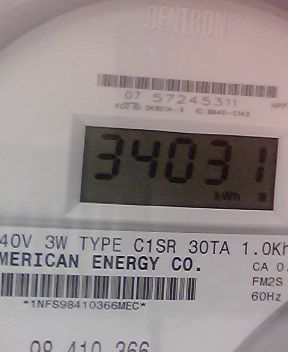 CENTRON®
07 57245311
34031
kWh
40V 3W TYPE C1SR 30TA 1.0Kh
MERICAN ENERGY CO.
CA 0.
FM2S
60Hz
*1NFS98410366MEC*
98 410 366